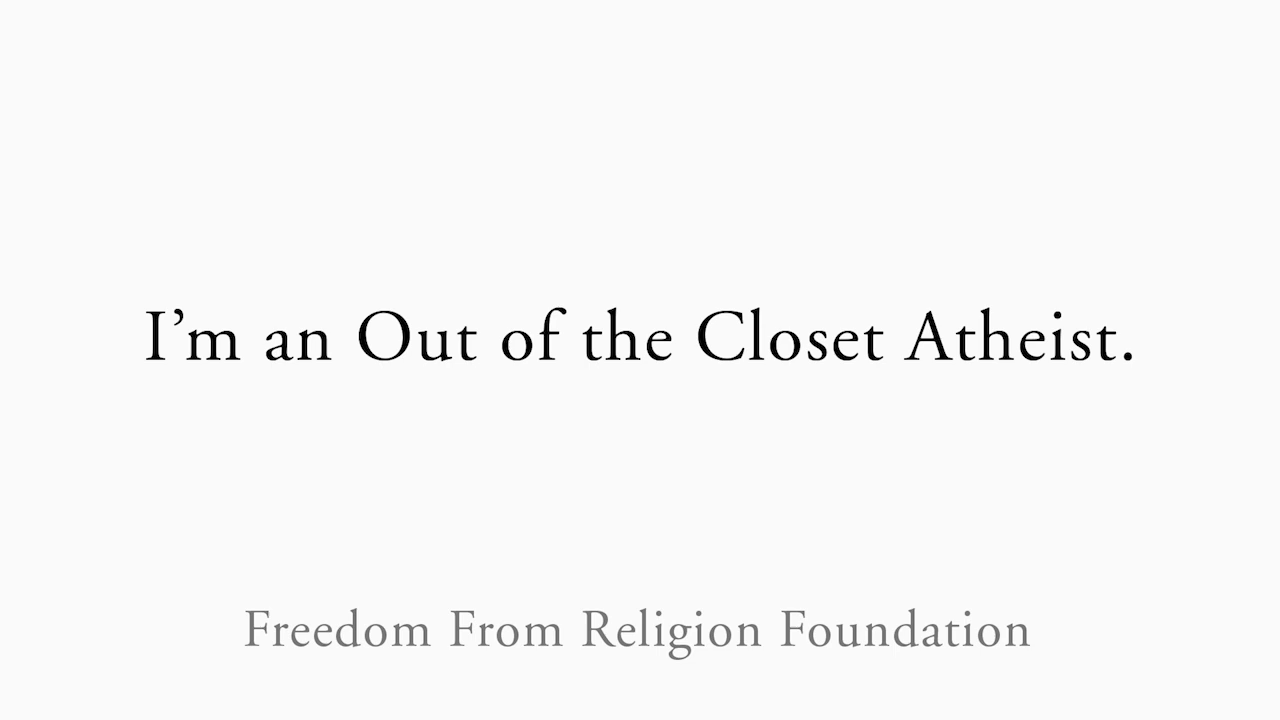 I’m an Out of the Closet Atheist.
Freedom From Religion Foundation